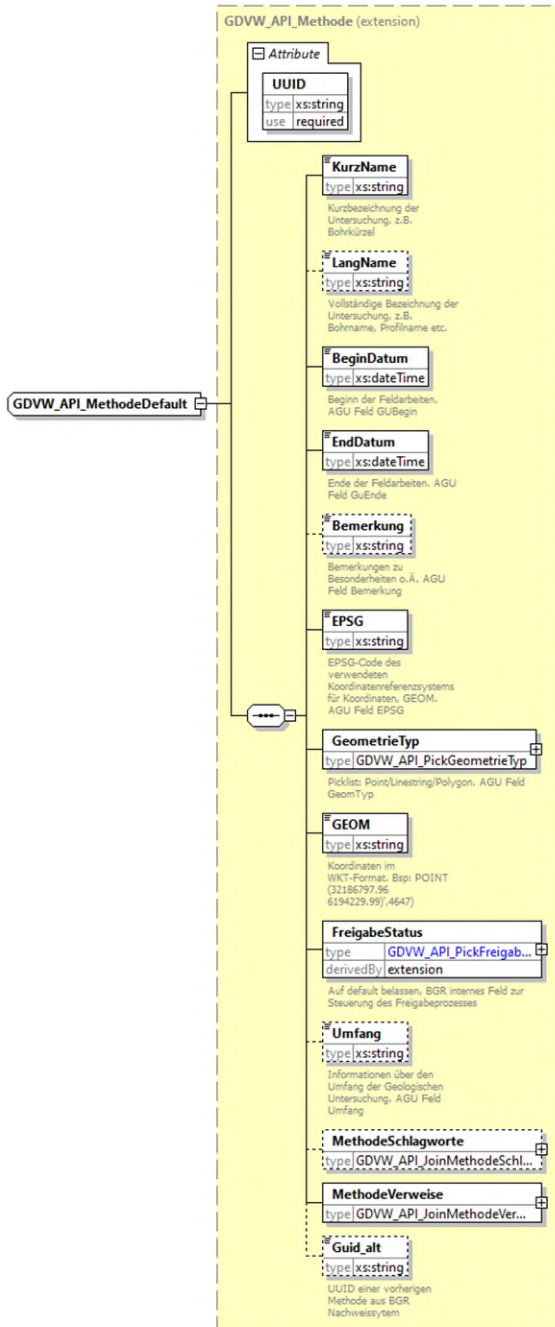 GDVW_API_Methode (extension)
Attribute
UUID
type xs:string
use required
KurzName
type xs:string
Kurzbezeichnung der
Untersuchung, z.B.
Bohrkürzel
LangName
type xs:string
Vollständige Bezeichnung der
Untersuchung, z.B.
Bohrname, Profilname etc.
BeginDatum
type xs:dateTime
Beginn der Feldarbeiten.
AGU Feld GUBegin
GDVW_API_MethodeDefault
EndDatum
type xs:dateTime
Ende der Feldarbeiten. AGU
Feld GuEnde
Bemerkung
type xs:string
Bemerkungen zu
Besonderheiten o.Ä. AGU
Feld Bemerkung
EPSG
type xs:string
EPSG-Code des
verwendeten
Koordinatenreferenzsystems
für Koordinaten, GEOM.
AGU Feld EPSG
GeometrieTyp
type GDVW_API_PickGeometrieTyp
Picklist: Point/Linestring/Polygon. AGU Feld
GeomTyp
GEOM
type xs:string
Koordinaten im
WKT-Format. Bsp: POINT
(32186797.96
6194229.99)',4647)
FreigabeStatus
type GDVW_API_PickFreigab...
derivedBy extension
Auf default belassen, BGR internes Feld zur
Steuerung des Freigabeprozesses
Umfang
type xs:string
Informationen über den
Umfang der Geologischen
Untersuchung. AGU Feld
Umfang
MethodeSchlagworte
type GDVW_API_JoinMethodeSchl...
MethodeVerweise
type GDVW_API_JoinMethodeVer...
Guid_alt
type xs:string
UUID einer vorherigen
Methode aus BGR
Nachweissytem